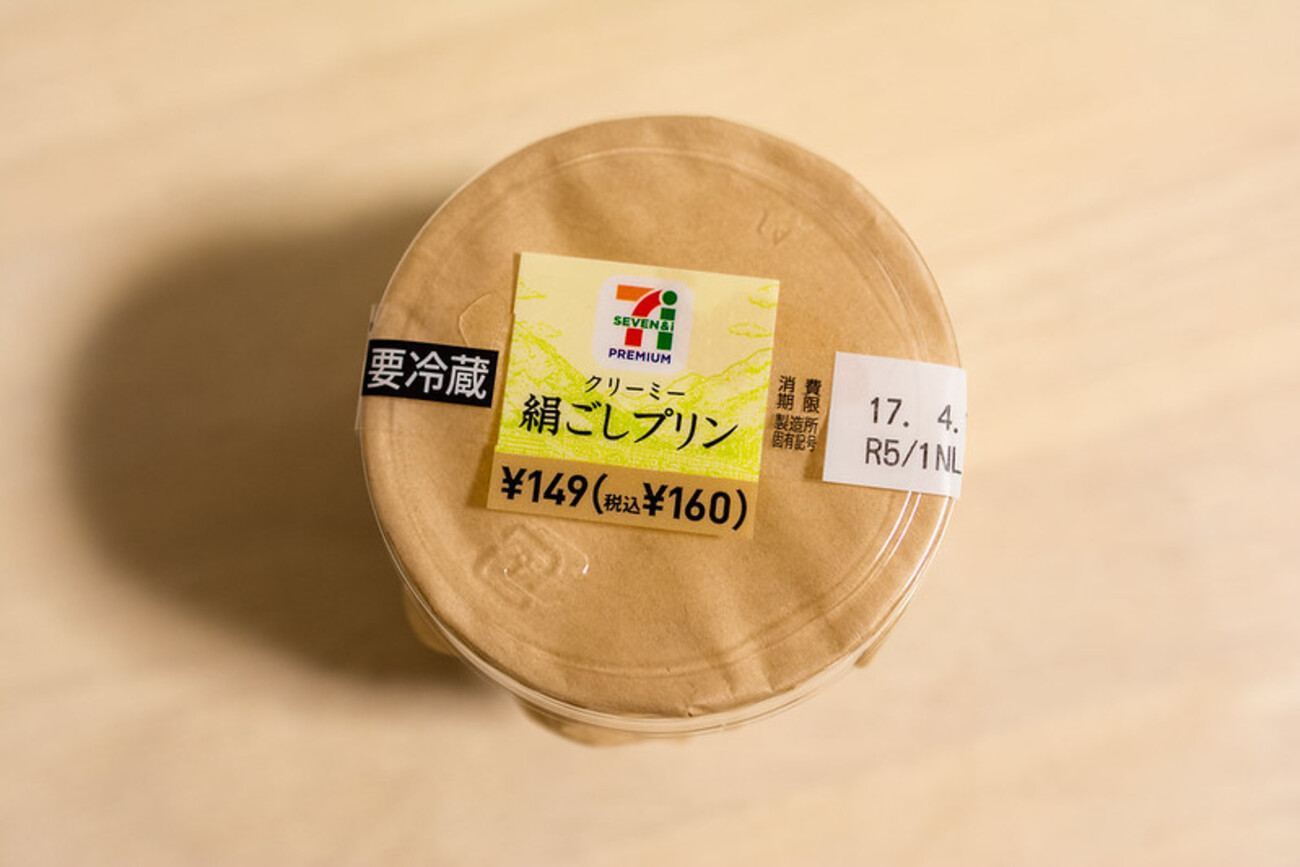 SEVEN&i
PREMIUM
クリーミー
絹ごしプリン
¥149(税込¥160)
要冷蔵
消費
期限
製造所
固有記号
17. 4.
R5/1NL